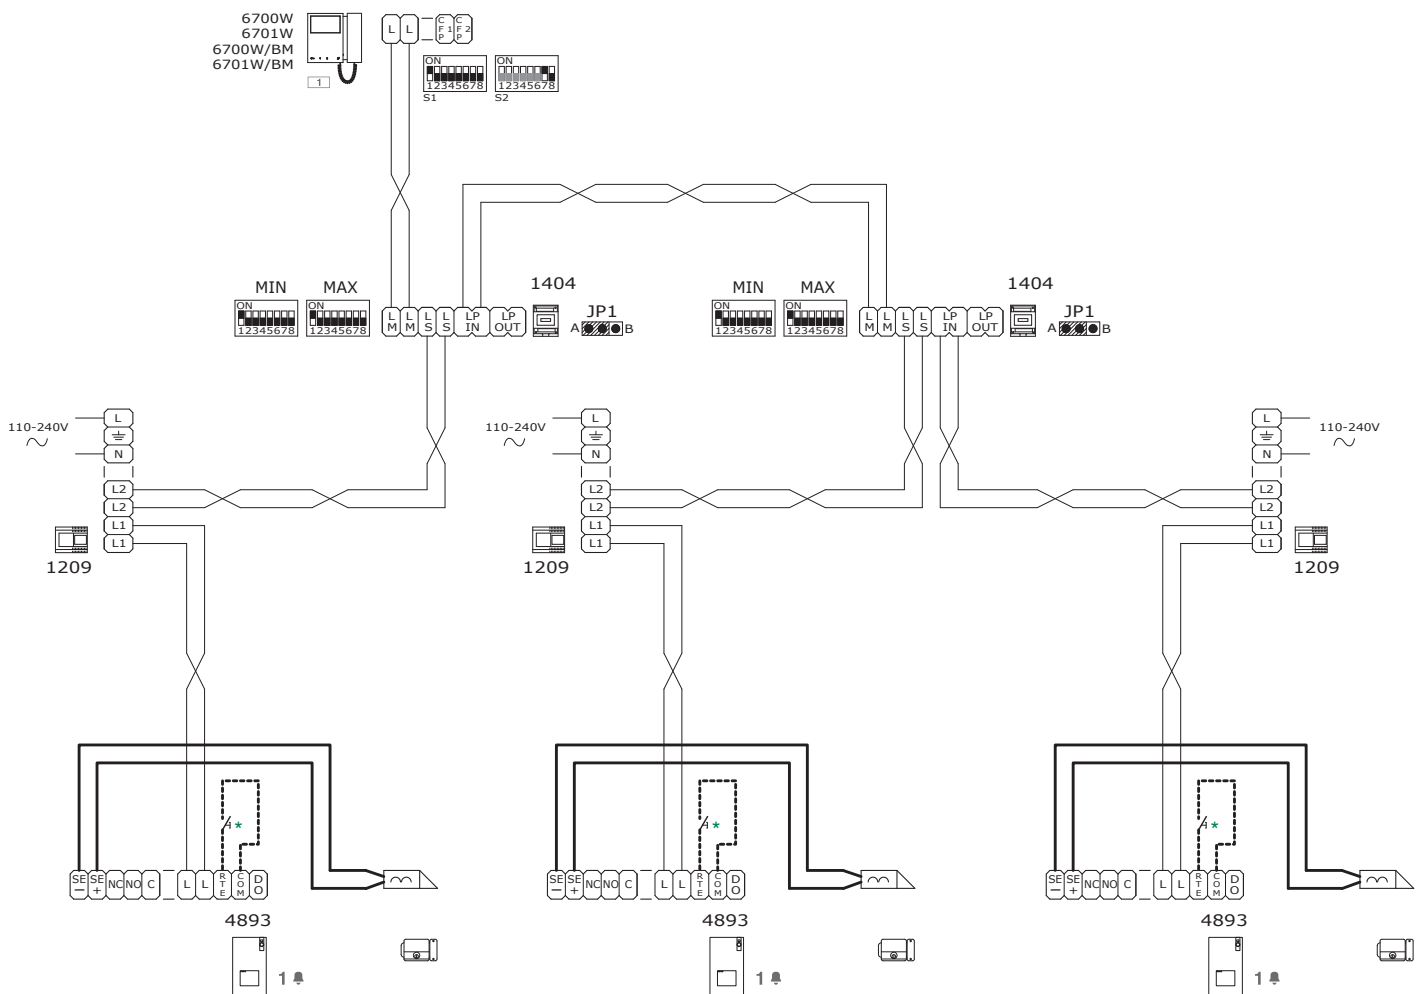 6700W
6701W
6700W/BM
6701W/BM
1
L L CFP1 CFP2
ON
12345678
S1
ON
12345678
S2
MIN MAX
ON
12345678
ON
12345678
LM LM LS LS LP IN LP OUT
1404
JP1
A B
MIN MAX
ON
12345678
ON
12345678
LM LM LS LS LP IN LP OUT
1404
JP1
A B
110-240V
L
N
L2
L2
L1
L1
1209
110-240V
L
N
L2
L2
L1
L1
1209
110-240V
L
N
L2
L2
L1
L1
1209
*
*
*
SE− SE+ NC NO C L L RTE COM DO
SE− SE+ NC NO C L L RTE COM DO
SE− SE+ NC NO C L L RTE COM DO
4893
1
4893
1
4893
1